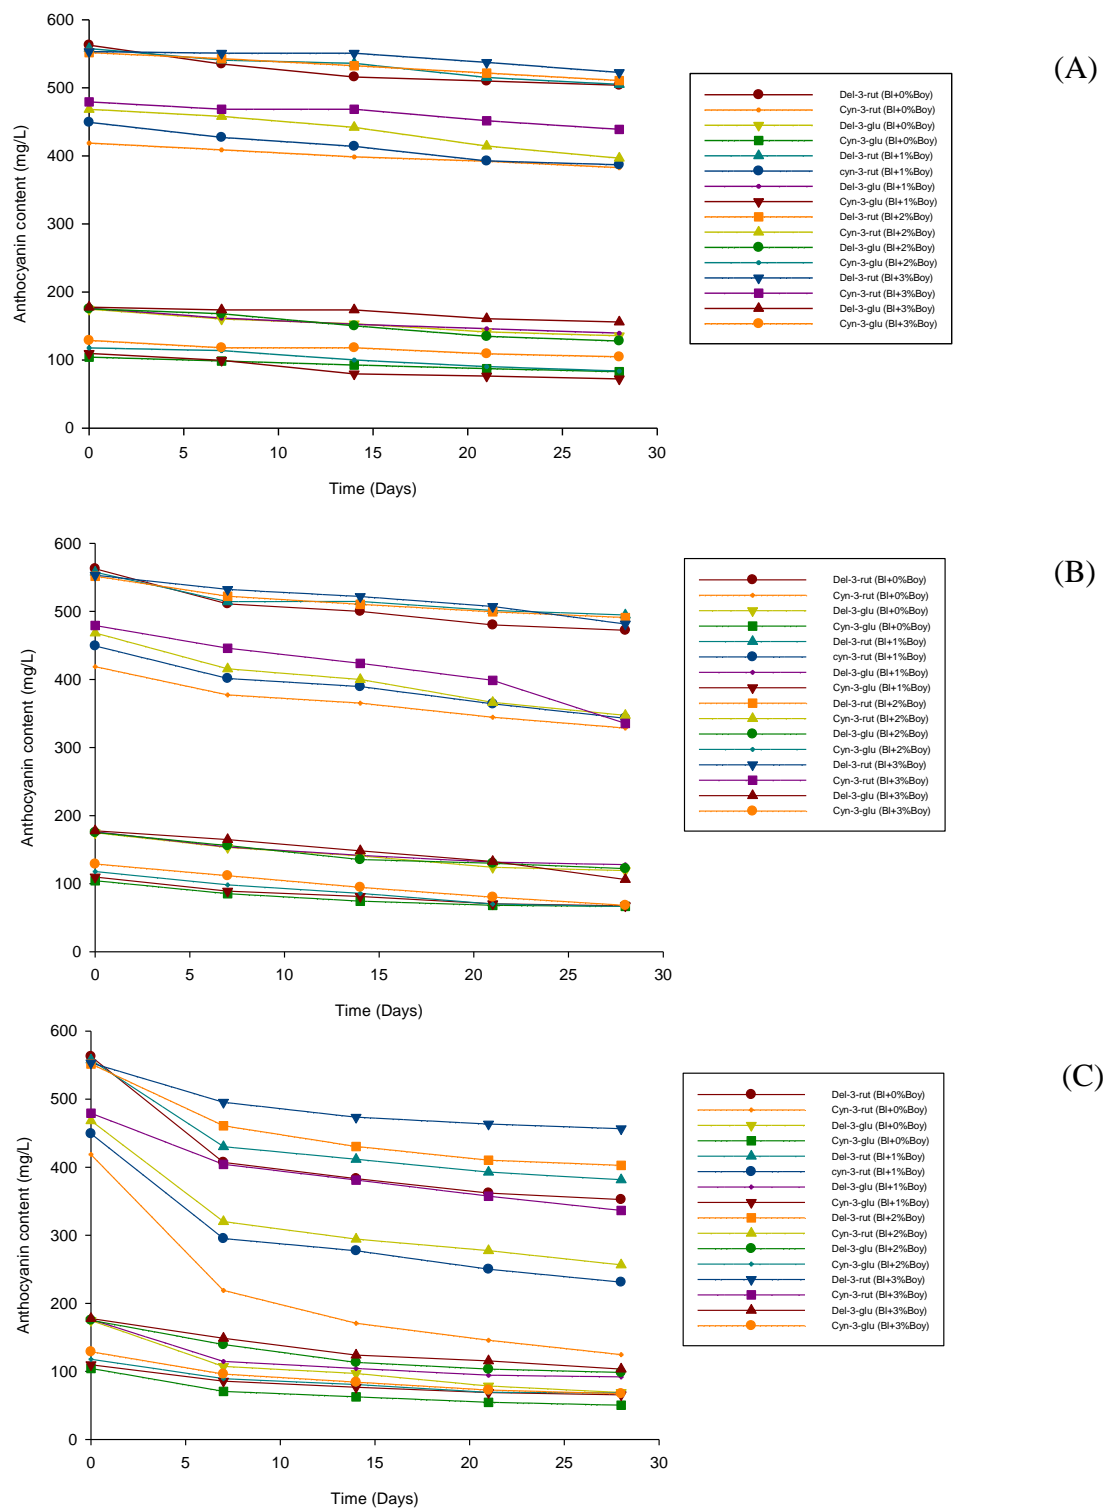 600
500
400
300
200
100
0
Anthocyanin content (mg/L)
0 5 10 15 20 25 30
Time (Days)
Del-3-rut (Bl+0%Boy)
Cyn-3-rut (Bl+0%Boy)
Del-3-glu (Bl+0%Boy)
Cyn-3-glu (Bl+0%Boy)
Del-3-rut (Bl+1%Boy)
cyn-3-rut (Bl+1%Boy)
Del-3-glu (Bl+1%Boy)
Cyn-3-glu (Bl+1%Boy)
Del-3-rut (Bl+2%Boy)
Cyn-3-rut (Bl+2%Boy)
Del-3-glu (Bl+2%Boy)
Cyn-3-glu (Bl+2%Boy)
Del-3-rut (Bl+3%Boy)
Cyn-3-rut (Bl+3%Boy)
Del-3-glu (Bl+3%Boy)
Cyn-3-glu (Bl+3%Boy)
(A)
600
500
400
300
200
100
0
Anthocyanin content (mg/L)
0 5 10 15 20 25 30
Time (Days)
Del-3-rut (Bl+0%Boy)
Cyn-3-rut (Bl+0%Boy)
Del-3-glu (Bl+0%Boy)
Cyn-3-glu (Bl+0%Boy)
Del-3-rut (Bl+1%Boy)
cyn-3-rut (Bl+1%Boy)
Del-3-glu (Bl+1%Boy)
Cyn-3-glu (Bl+1%Boy)
Del-3-rut (Bl+2%Boy)
Cyn-3-rut (Bl+2%Boy)
Del-3-glu (Bl+2%Boy)
Cyn-3-glu (Bl+2%Boy)
Del-3-rut (Bl+3%Boy)
Cyn-3-rut (Bl+3%Boy)
Del-3-glu (Bl+3%Boy)
Cyn-3-glu (Bl+3%Boy)
(B)
600
500
400
300
200
100
0
Anthocyanin content (mg/L)
0 5 10 15 20 25 30
Time (Days)
Del-3-rut (Bl+0%Boy)
Cyn-3-rut (Bl+0%Boy)
Del-3-glu (Bl+0%Boy)
Cyn-3-glu (Bl+0%Boy)
Del-3-rut (Bl+1%Boy)
cyn-3-rut (Bl+1%Boy)
Del-3-glu (Bl+1%Boy)
Cyn-3-glu (Bl+1%Boy)
Del-3-rut (Bl+2%Boy)
Cyn-3-rut (Bl+2%Boy)
Del-3-glu (Bl+2%Boy)
Cyn-3-glu (Bl+2%Boy)
Del-3-rut (Bl+3%Boy)
Cyn-3-rut (Bl+3%Boy)
Del-3-glu (Bl+3%Boy)
Cyn-3-glu (Bl+3%Boy)
(C)